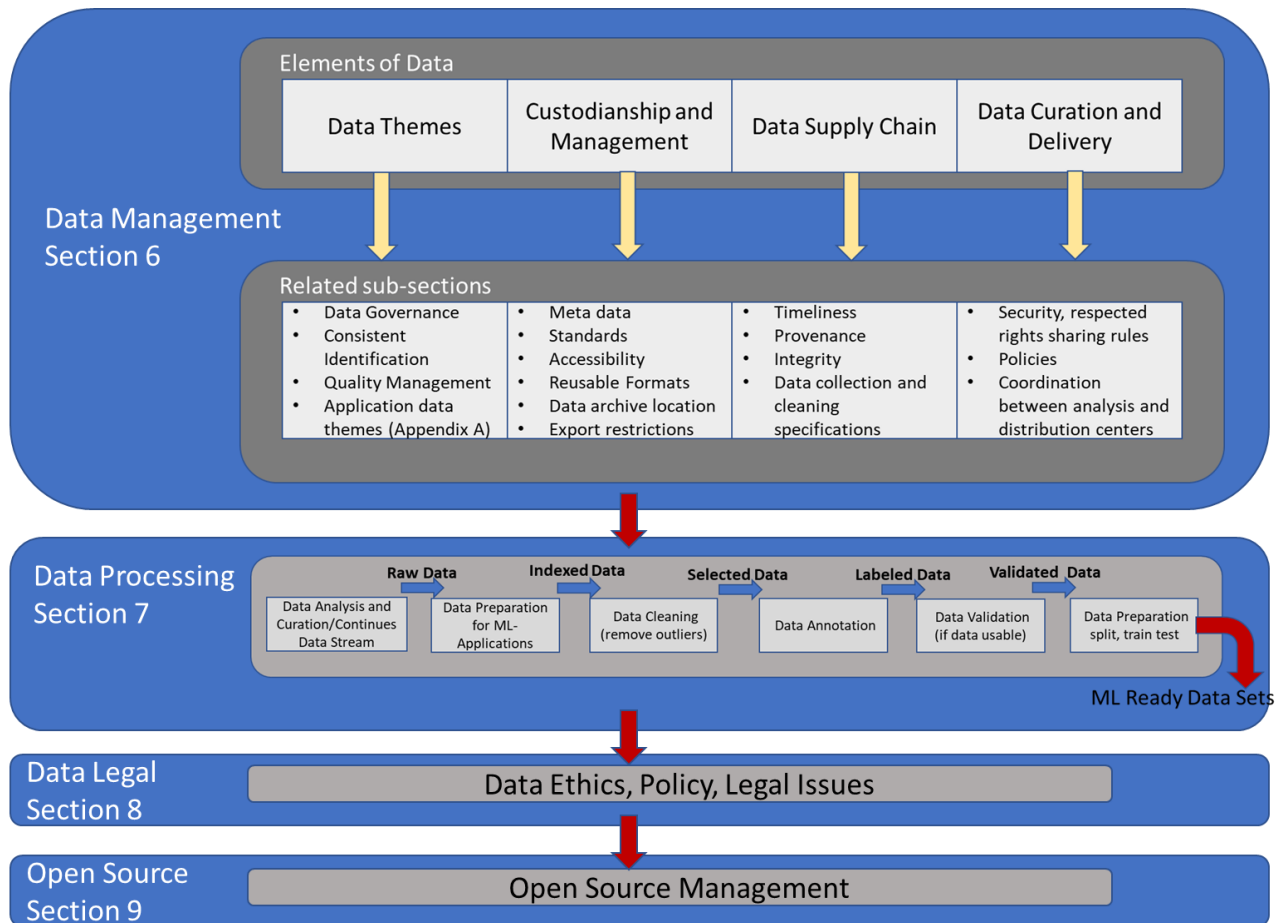 Elements of Data
Data Themes
Custodianship and
Management
Data Supply Chain
Data Curation and
Delivery
Data Management
Section 6
Related sub-sections
• Data Governance
• Consistent
Identification
• Quality Management
• Application data
themes (Appendix A)
• Meta data
• Standards
• Accessibility
• Reusable Formats
• Data archive location
• Export restrictions
• Timeliness
• Provenance
• Integrity
• Data collection and
cleaning
specifications
• Security, respected
rights sharing rules
• Policies
• Coordination
between analysis and
distribution centers
Data Processing
Section 7
Raw Data
Indexed Data
Selected Data
Labeled Data
Validated Data
Data Analysis and
Curation/Continues
Data Stream
Data Preparation
for ML-
Applications
Data Cleaning
(remove outliers)
Data Annotation
Data Validation
(if data usable)
Data Preparation
split, train test
ML Ready Data Sets
Data Legal
Section 8
Data Ethics, Policy, Legal Issues
Open Source
Section 9
Open Source Management